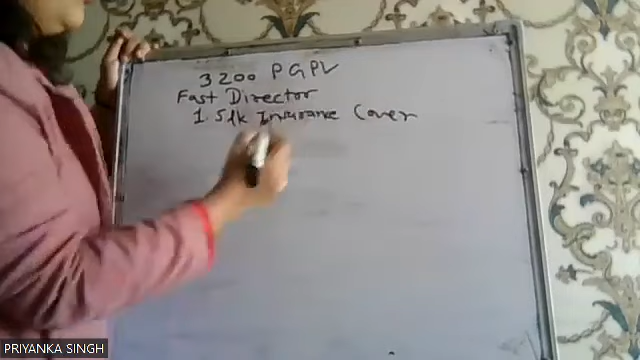 3200 PGPV
Fast Director
1.5lk Insurance Cover
PRIYANKA SINGH